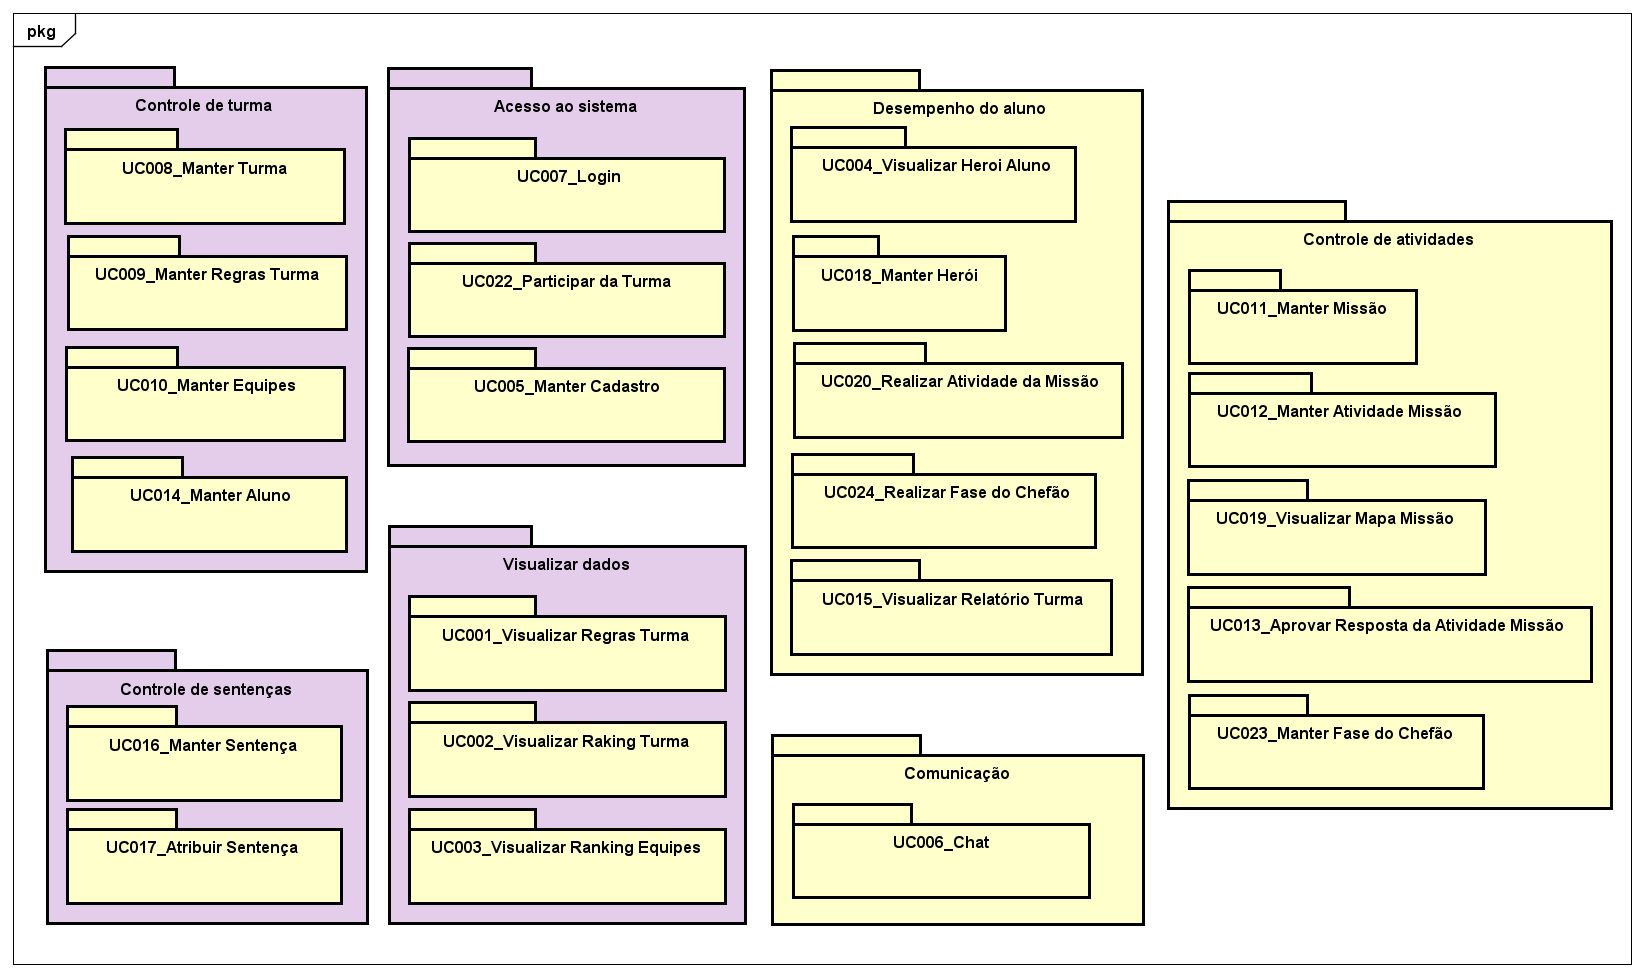 pkg
Controle de turma
UC008_Manter Turma
UC009_Manter Regras Turma
UC010_Manter Equipes
UC014_Manter Aluno
Controle de sentenças
UC016_Manter Sentença
UC017_Atribuir Sentença
Acesso ao sistema
UC007_Login
UC022_Participar da Turma
UC005_Manter Cadastro
Visualizar dados
UC001_Visualizar Regras Turma
UC002_Visualizar Raking Turma
UC003_Visualizar Ranking Equipes
Desempenho do aluno
UC004_Visualizar Heroi Aluno
UC018_Manter Herói
UC020_Realizar Atividade da Missão
UC024_Realizar Fase do Chefão
UC015_Visualizar Relatório Turma
Comunicação
UC006_Chat
Controle de atividades
UC011_Manter Missão
UC012_Manter Atividade Missão
UC019_Visualizar Mapa Missão
UC013_Aprovar Resposta da Atividade Missão
UC023_Manter Fase do Chefão